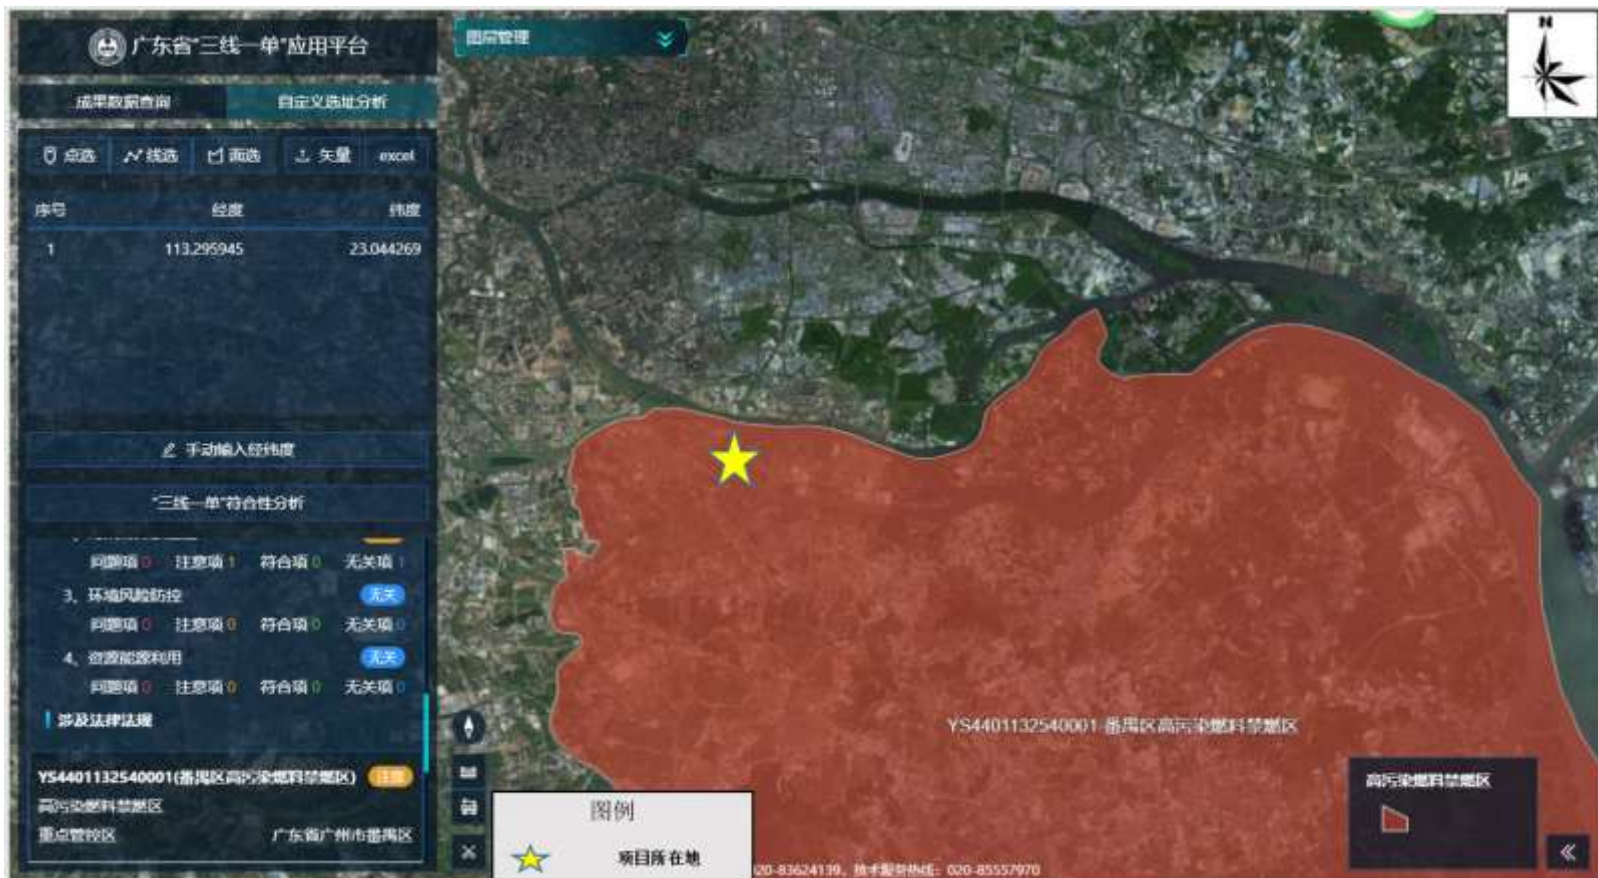 广东省“三线一单”应用平台
成果数据查询 自定义选址分析
点选 线选 面选 矢量 excel
序号 经度 纬度
1 113.295945 23.044269
手动输入经纬度
“三线一单”符合性分析
问题项 0 注意项 1 符合项 0 无关项 1
3、环境风险防控 无关
问题项 0 注意项 0 符合项 0 无关项 0
4、资源能源利用 无关
问题项 0 注意项 0 符合项 0 无关项 0
涉及法律法规
YS4401132540001(番禺区高污染燃料禁燃区) 注意
高污染燃料禁燃区
重点管控区 广东省广州市番禺区
图层管理
N
YS4401132540001-番禺区高污染燃料禁燃区
高污染燃料禁燃区
图例
项目所在地
020-83624139，技术服务热线：020-85557970